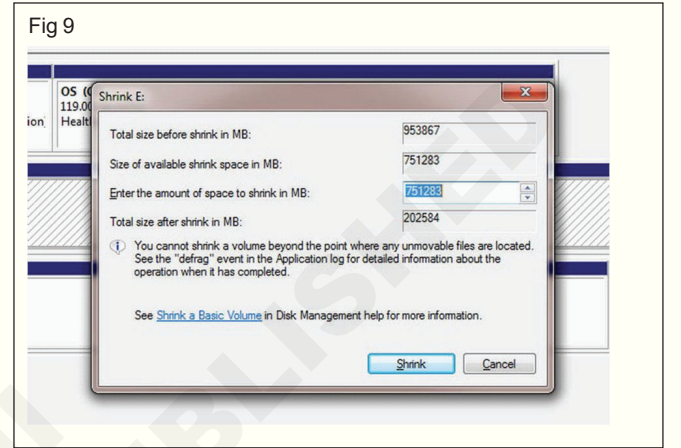 Fig 9
OS (
119.00
ion
Healt
Shrink E:
Total size before shrink in MB:
953867
Size of available shrink space in MB:
751283
Enter the amount of space to shrink in MB:
751283
Total size after shrink in MB:
202584
You cannot shrink a volume beyond the point where any unmovable files are located.
See the "defrag" event in the Application log for detailed information about the
operation when it has completed.
See Shrink a Basic Volume in Disk Management help for more information.
Shrink
Cancel